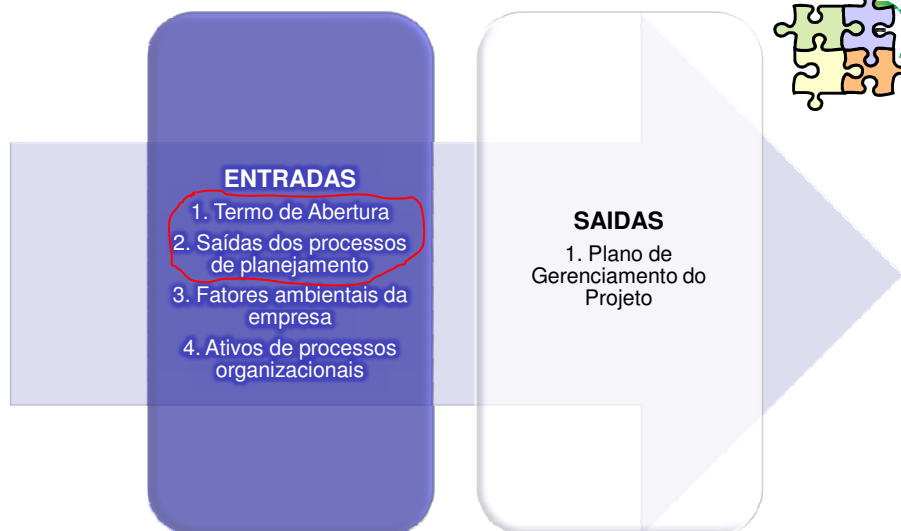 ENTRADAS
1. Termo de Abertura
2. Saídas dos processos
de planejamento
3. Fatores ambientais da
empresa
4. Ativos de processos
organizacionais
SAIDAS
1. Plano de
Gerenciamento do
Projeto